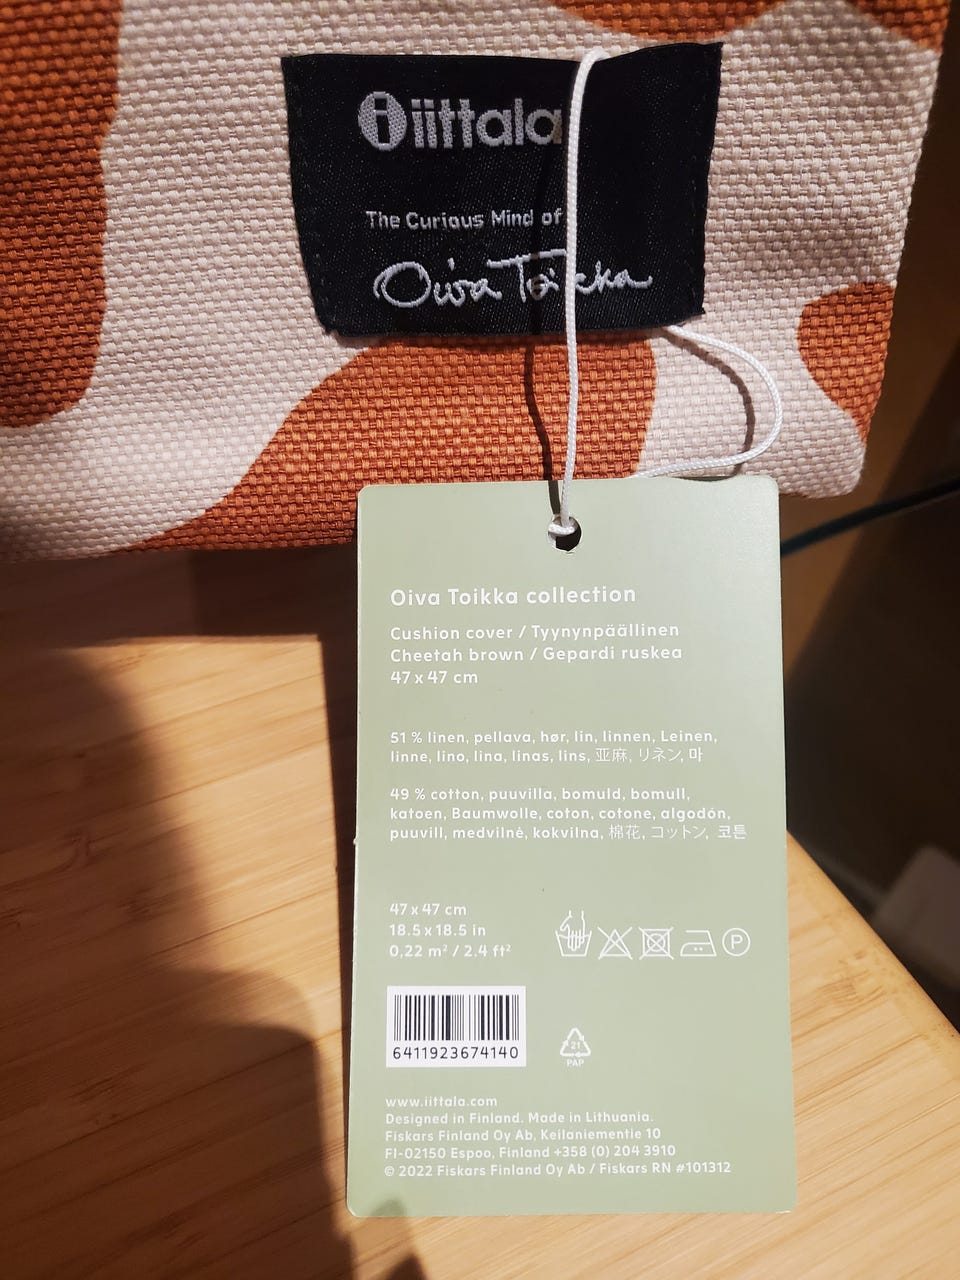 iittala
The Curious Mind of
Oiva Toikka
Oiva Toikka collection
Cushion cover / Tyynynpäällinen
Cheetah brown / Gepardi ruskea
47 x 47 cm
51 % linen, pellava, hør, lin, linnen, Leinen,
linne, lino, lina, linas, lins, 亚麻, リネン, 마
49 % cotton, puuvilla, bomuld, bomull,
katoen, Baumwolle, coton, cotone, algodón,
puuvill, medvilnė, kokvilna, 棉花, コットン, 코튼
47 x 47 cm
18.5 x 18.5 in
0,22 m² / 2.4 ft²
P
6411923674140
21
PAP
www.iittala.com
Designed in Finland. Made in Lithuania.
Fiskars Finland Oy Ab, Keilaniementie 10
FI-02150 Espoo, Finland +358 (0) 204 3910
© 2022 Fiskars Finland Oy Ab / Fiskars RN #101312